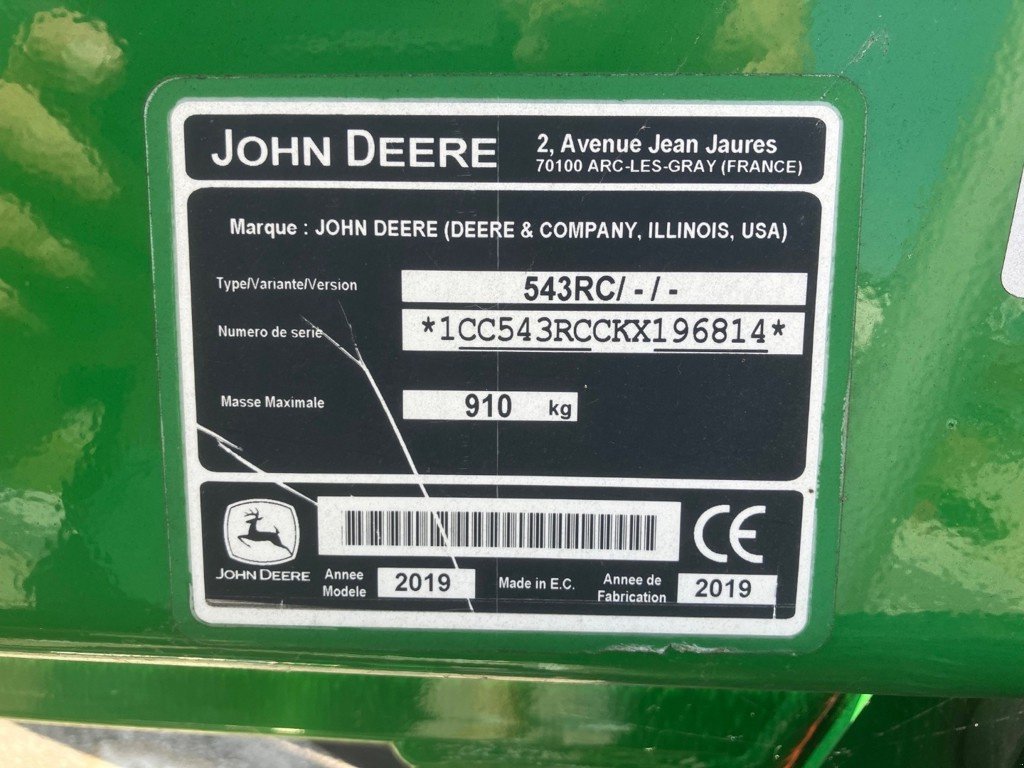 JOHN DEERE
2, Avenue Jean Jaures
70100 ARC-LES-GRAY (FRANCE)
Marque : JOHN DEERE (DEERE & COMPANY, ILLINOIS, USA)
Type/Variante/Version 543RC/ - / -
Numero de serie *1CC543RCCKX196814*
Masse Maximale 910 kg
JOHN DEERE
Annee Modele 2019
Made in E.C.
Annee de Fabrication 2019
CE